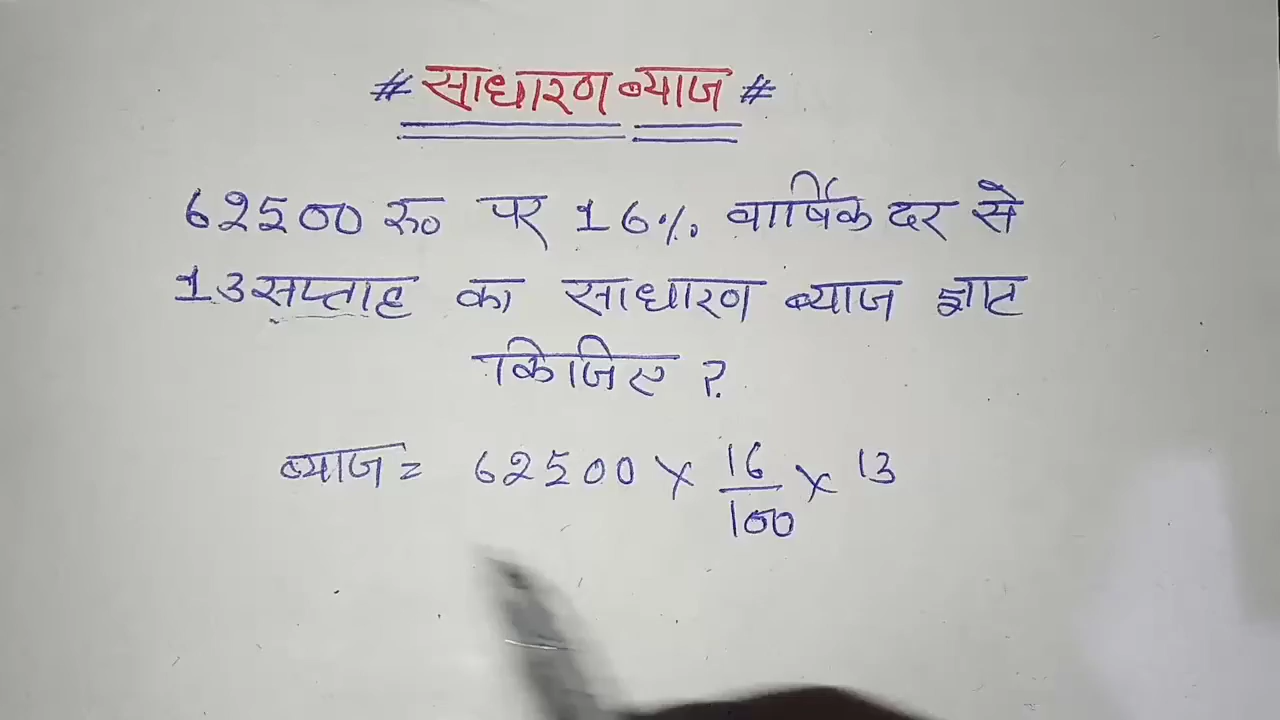 # साधारण ब्याज #
62500 रु० पर 16% वार्षिक दर से
13 सप्ताह का साधारण ब्याज ज्ञात
किजिए ?
ब्याज = 62500 × 16/100 × 13